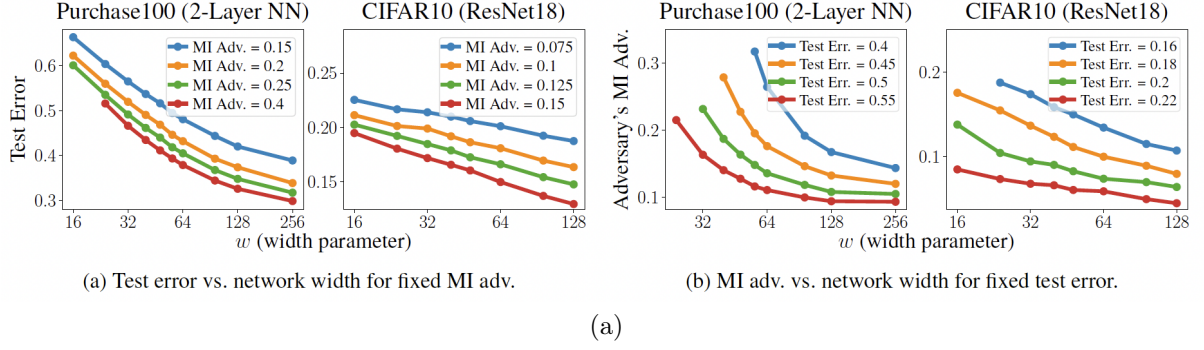 Purchase100 (2-Layer NN)
CIFAR10 (ResNet18)
Test Error
0.6
0.5
0.4
0.3
MI Adv. = 0.15
MI Adv. = 0.2
MI Adv. = 0.25
MI Adv. = 0.4
16 32 64 128 256
0.25
0.20
0.15
MI Adv. = 0.075
MI Adv. = 0.1
MI Adv. = 0.125
MI Adv. = 0.15
16 32 64 128
w (width parameter)
(a) Test error vs. network width for fixed MI adv.
Purchase100 (2-Layer NN)
CIFAR10 (ResNet18)
Adversary's MI Adv.
0.3
0.2
0.1
Test Err. = 0.4
Test Err. = 0.45
Test Err. = 0.5
Test Err. = 0.55
32 64 128 256
0.2
0.1
Test Err. = 0.16
Test Err. = 0.18
Test Err. = 0.2
Test Err. = 0.22
16 32 64 128
w (width parameter)
(b) MI adv. vs. network width for fixed test error.
(a)